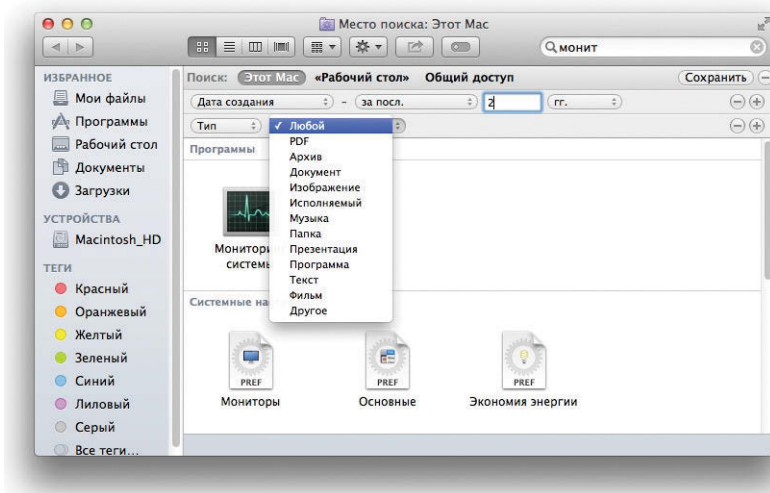 Место поиска: Этот Mac
монит
ИЗБРАННОЕ
Мои файлы
Программы
Рабочий стол
Документы
Загрузки
УСТРОЙСТВА
Macintosh_HD
ТЕГИ
Красный
Оранжевый
Желтый
Зеленый
Синий
Лиловый
Серый
Все теги...
Поиск: Этот Mac «Рабочий стол» Общий доступ Сохранить
Дата создания – за посл. 2 гг.
Тип ✓ Любой
PDF
Архив
Документ
Изображение
Исполняемый
Музыка
Папка
Презентация
Программа
Текст
Фильм
Другое
Программы
Монитори
систем
Системные на
PREF PREF PREF
Мониторы Основные Экономия энергии